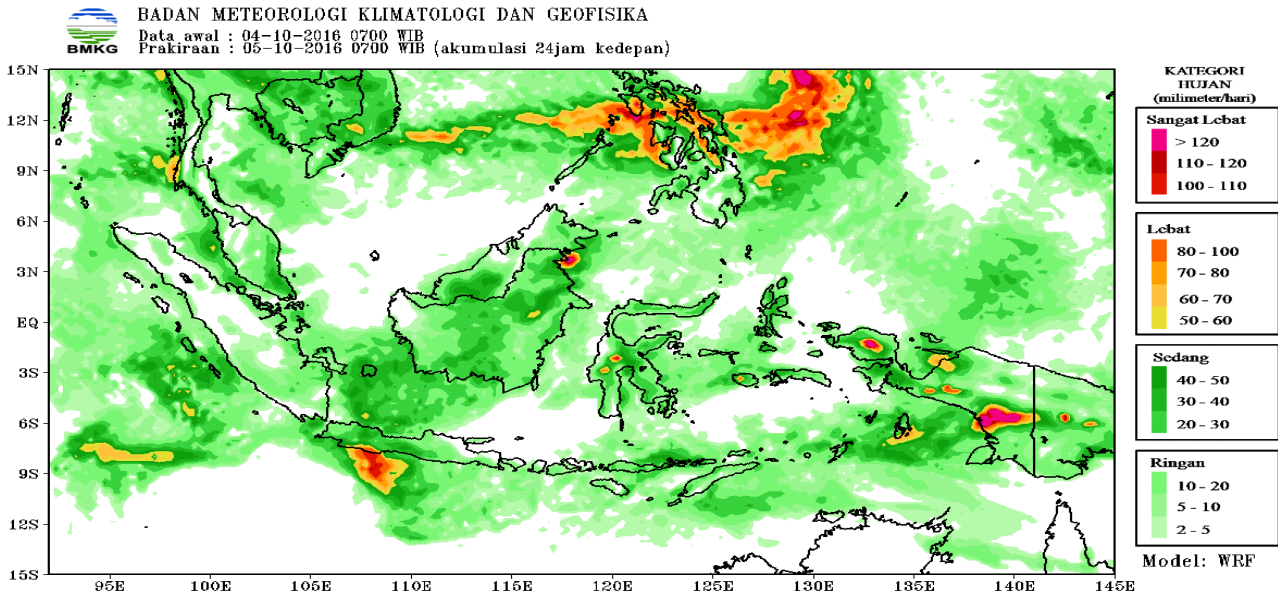 BADAN METEOROLOGI KLIMATOLOGI DAN GEOFISIKA
Data awal : 04-10-2016 0700 WIB
Prakiraan : 05-10-2016 0700 WIB (akumulasi 24jam kedepan)
BMKG
15N
12N
9N
6N
3N
EQ
3S
6S
9S
12S
15S
95E
100E
105E
110E
115E
120E
125E
130E
135E
140E
145E
KATEGORI
HUJAN
(milimeter/hari)
Sangat Lebat
> 120
110 - 120
100 - 110
Lebat
80 - 100
70 - 80
60 - 70
50 - 60
Sedang
40 - 50
30 - 40
20 - 30
Ringan
10 - 20
5 - 10
2 - 5
Model: WRF